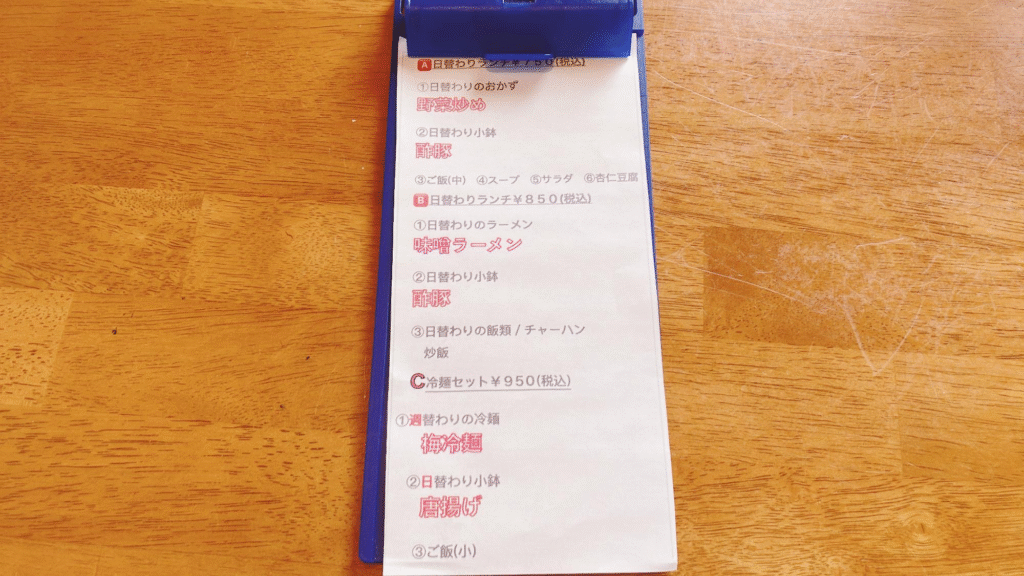 A日替わりランチ￥７５０(税込)
①日替わりのおかず
野菜炒め
②日替わり小鉢
酢豚
③ご飯(中) ④スープ ⑤サラダ ⑥杏仁豆腐
B日替わりランチ￥８５０(税込)
①日替わりのラーメン
味噌ラーメン
②日替わり小鉢
酢豚
③日替わりの飯類 / チャーハン
炒飯
C冷麺セット￥９５０(税込)
①週替わりの冷麺
梅冷麺
②日替わり小鉢
唐揚げ
③ご飯(小)